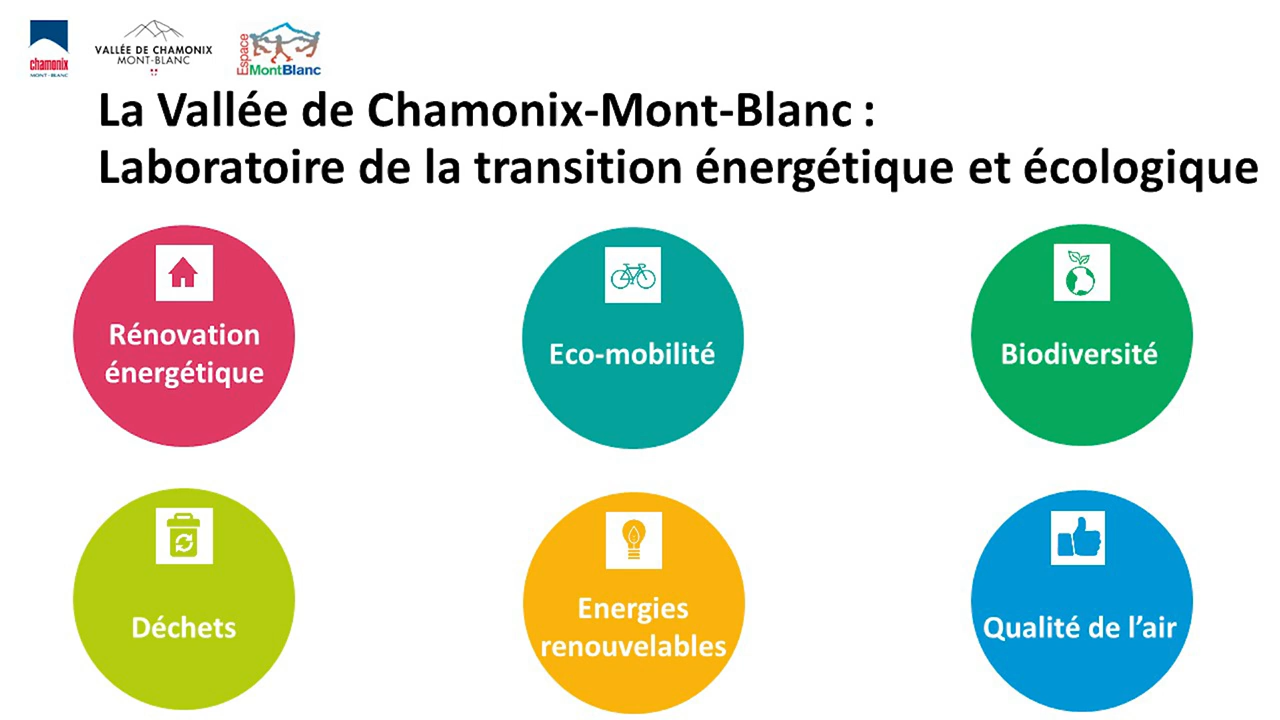 chamonix
MONT-BLANC
VALLÉE DE CHAMONIX
MONT-BLANC
Espace
MontBlanc
La Vallée de Chamonix-Mont-Blanc :
Laboratoire de la transition énergétique et écologique
Rénovation
énergétique
Eco-mobilité
Biodiversité
Déchets
Energies
renouvelables
Qualité de l’air